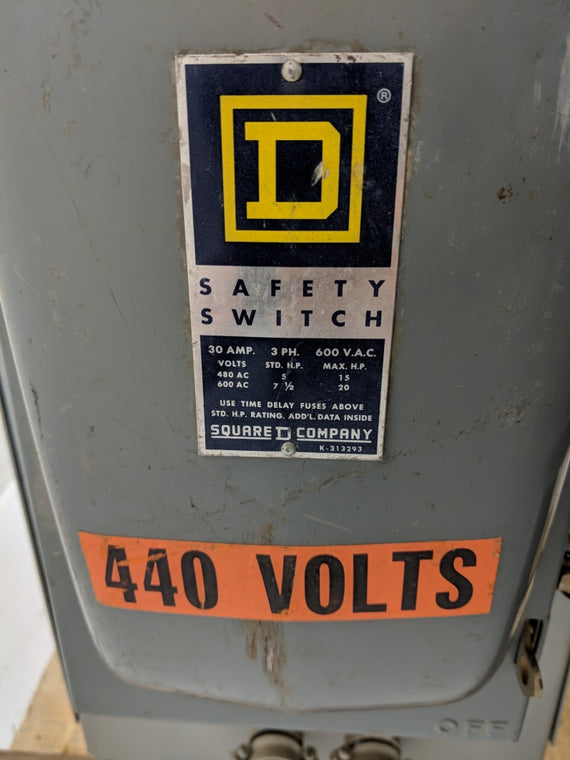 D ®
SAFETY
SWITCH
30 AMP. 3 PH. 600 V.A.C.
VOLTS STD. H.P. MAX. H.P.
480 AC 5 15
600 AC 7 ½ 20
USE TIME DELAY FUSES ABOVE
STD. H.P. RATING. ADD'L. DATA INSIDE
SQUARE D COMPANY
K-313293
440 VOLTS
OFF